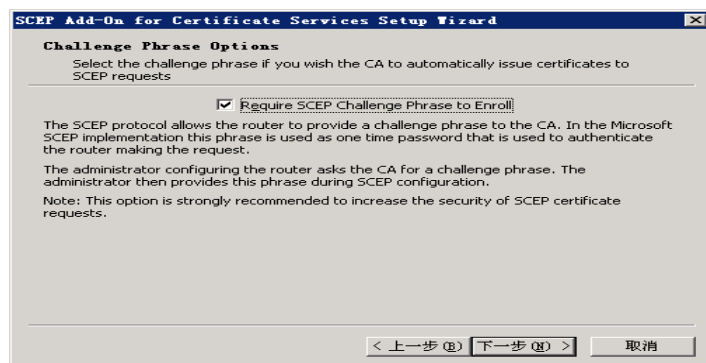 SCEP Add-On for Certificate Services Setup Wizard
Challenge Phrase Options
Select the challenge phrase if you wish the CA to automatically issue certificates to
SCEP requests
Require SCEP Challenge Phrase to Enroll
The SCEP protocol allows the router to provide a challenge phrase to the CA. In the Microsoft
SCEP implementation this phrase is used as one time password that is used to authenticate
the router making the request.
The administrator configuring the router asks the CA for a challenge phrase. The
administrator then provides this phrase during SCEP configuration.
Note: This option is strongly recommended to increase the security of SCEP certificate
requests.
< 上一步(B) 下一步(N) > 取消